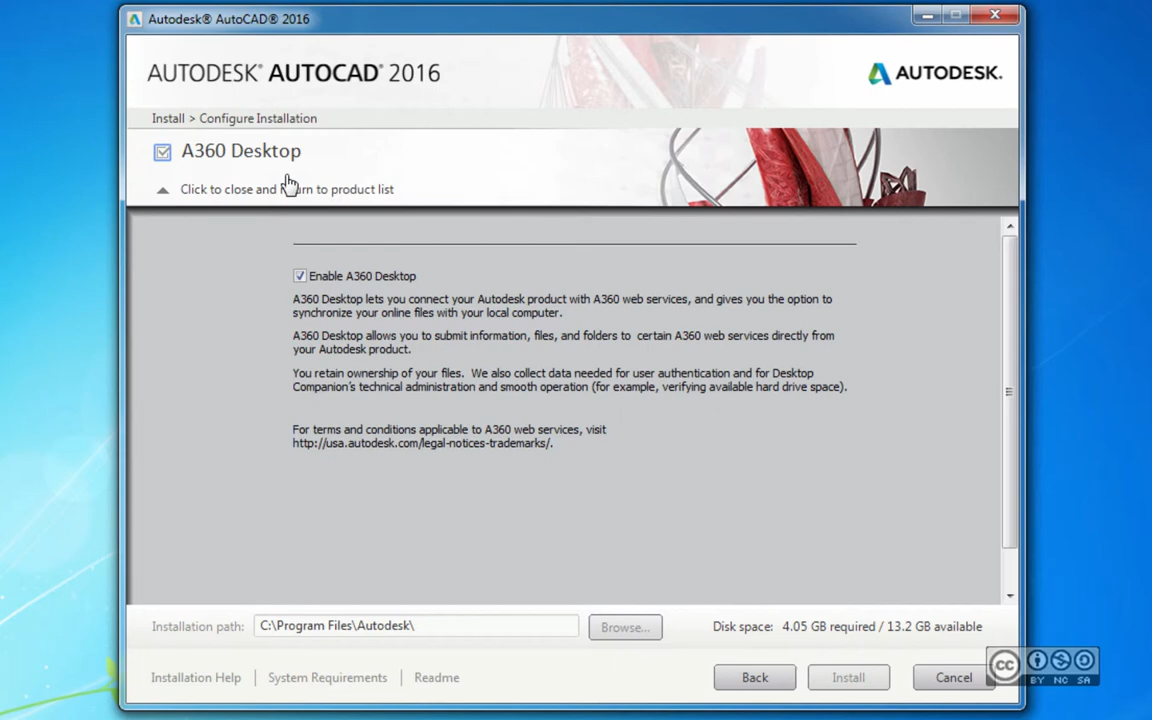 Autodesk® AutoCAD® 2016
AUTODESK® AUTOCAD® 2016
AUTODESK.
Install > Configure Installation
A360 Desktop
Click to close and return to product list
Enable A360 Desktop
A360 Desktop lets you connect your Autodesk product with A360 web services, and gives you the option to
synchronize your online files with your local computer.
A360 Desktop allows you to submit information, files, and folders to certain A360 web services directly from
your Autodesk product.
You retain ownership of your files. We also collect data needed for user authentication and for Desktop
Companion's technical administration and smooth operation (for example, verifying available hard drive space).
For terms and conditions applicable to A360 web services, visit
http://usa.autodesk.com/legal-notices-trademarks/.
Installation path: C:\Program Files\Autodesk\ Browse... Disk space: 4.05 GB required / 13.2 GB available
Installation Help | System Requirements | Readme Back Install Cancel
cc BY NC SA